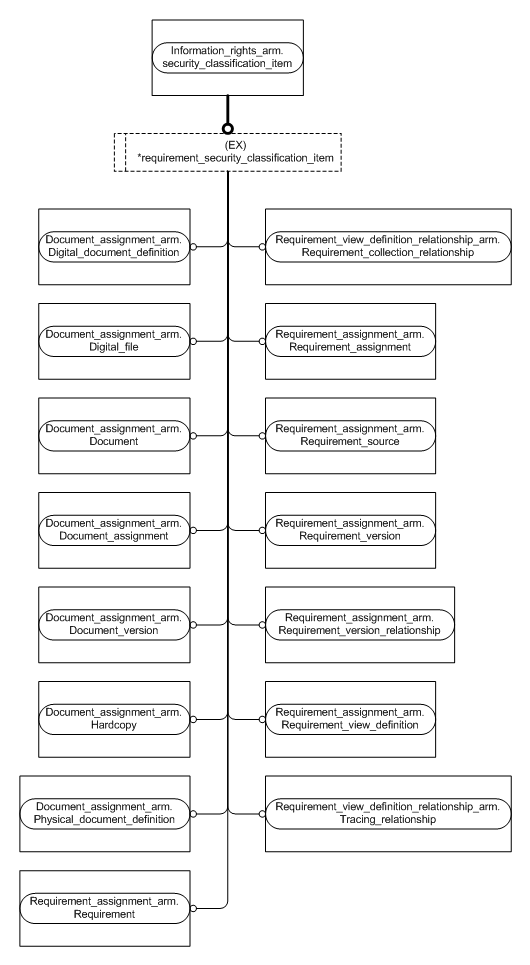 Information_rights_arm.
security_classification_item
(EX)
*requirement_security_classification_item
Document_assignment_arm.
Digital_document_definition
Requirement_view_definition_relationship_arm.
Requirement_collection_relationship
Document_assignment_arm.
Digital_file
Requirement_assignment_arm.
Requirement_assignment
Document_assignment_arm.
Document
Requirement_assignment_arm.
Requirement_source
Document_assignment_arm.
Document_assignment
Requirement_assignment_arm.
Requirement_version
Document_assignment_arm.
Document_version
Requirement_assignment_arm.
Requirement_version_relationship
Document_assignment_arm.
Hardcopy
Requirement_assignment_arm.
Requirement_view_definition
Document_assignment_arm.
Physical_document_definition
Requirement_view_definition_relationship_arm.
Tracing_relationship
Requirement_assignment_arm.
Requirement